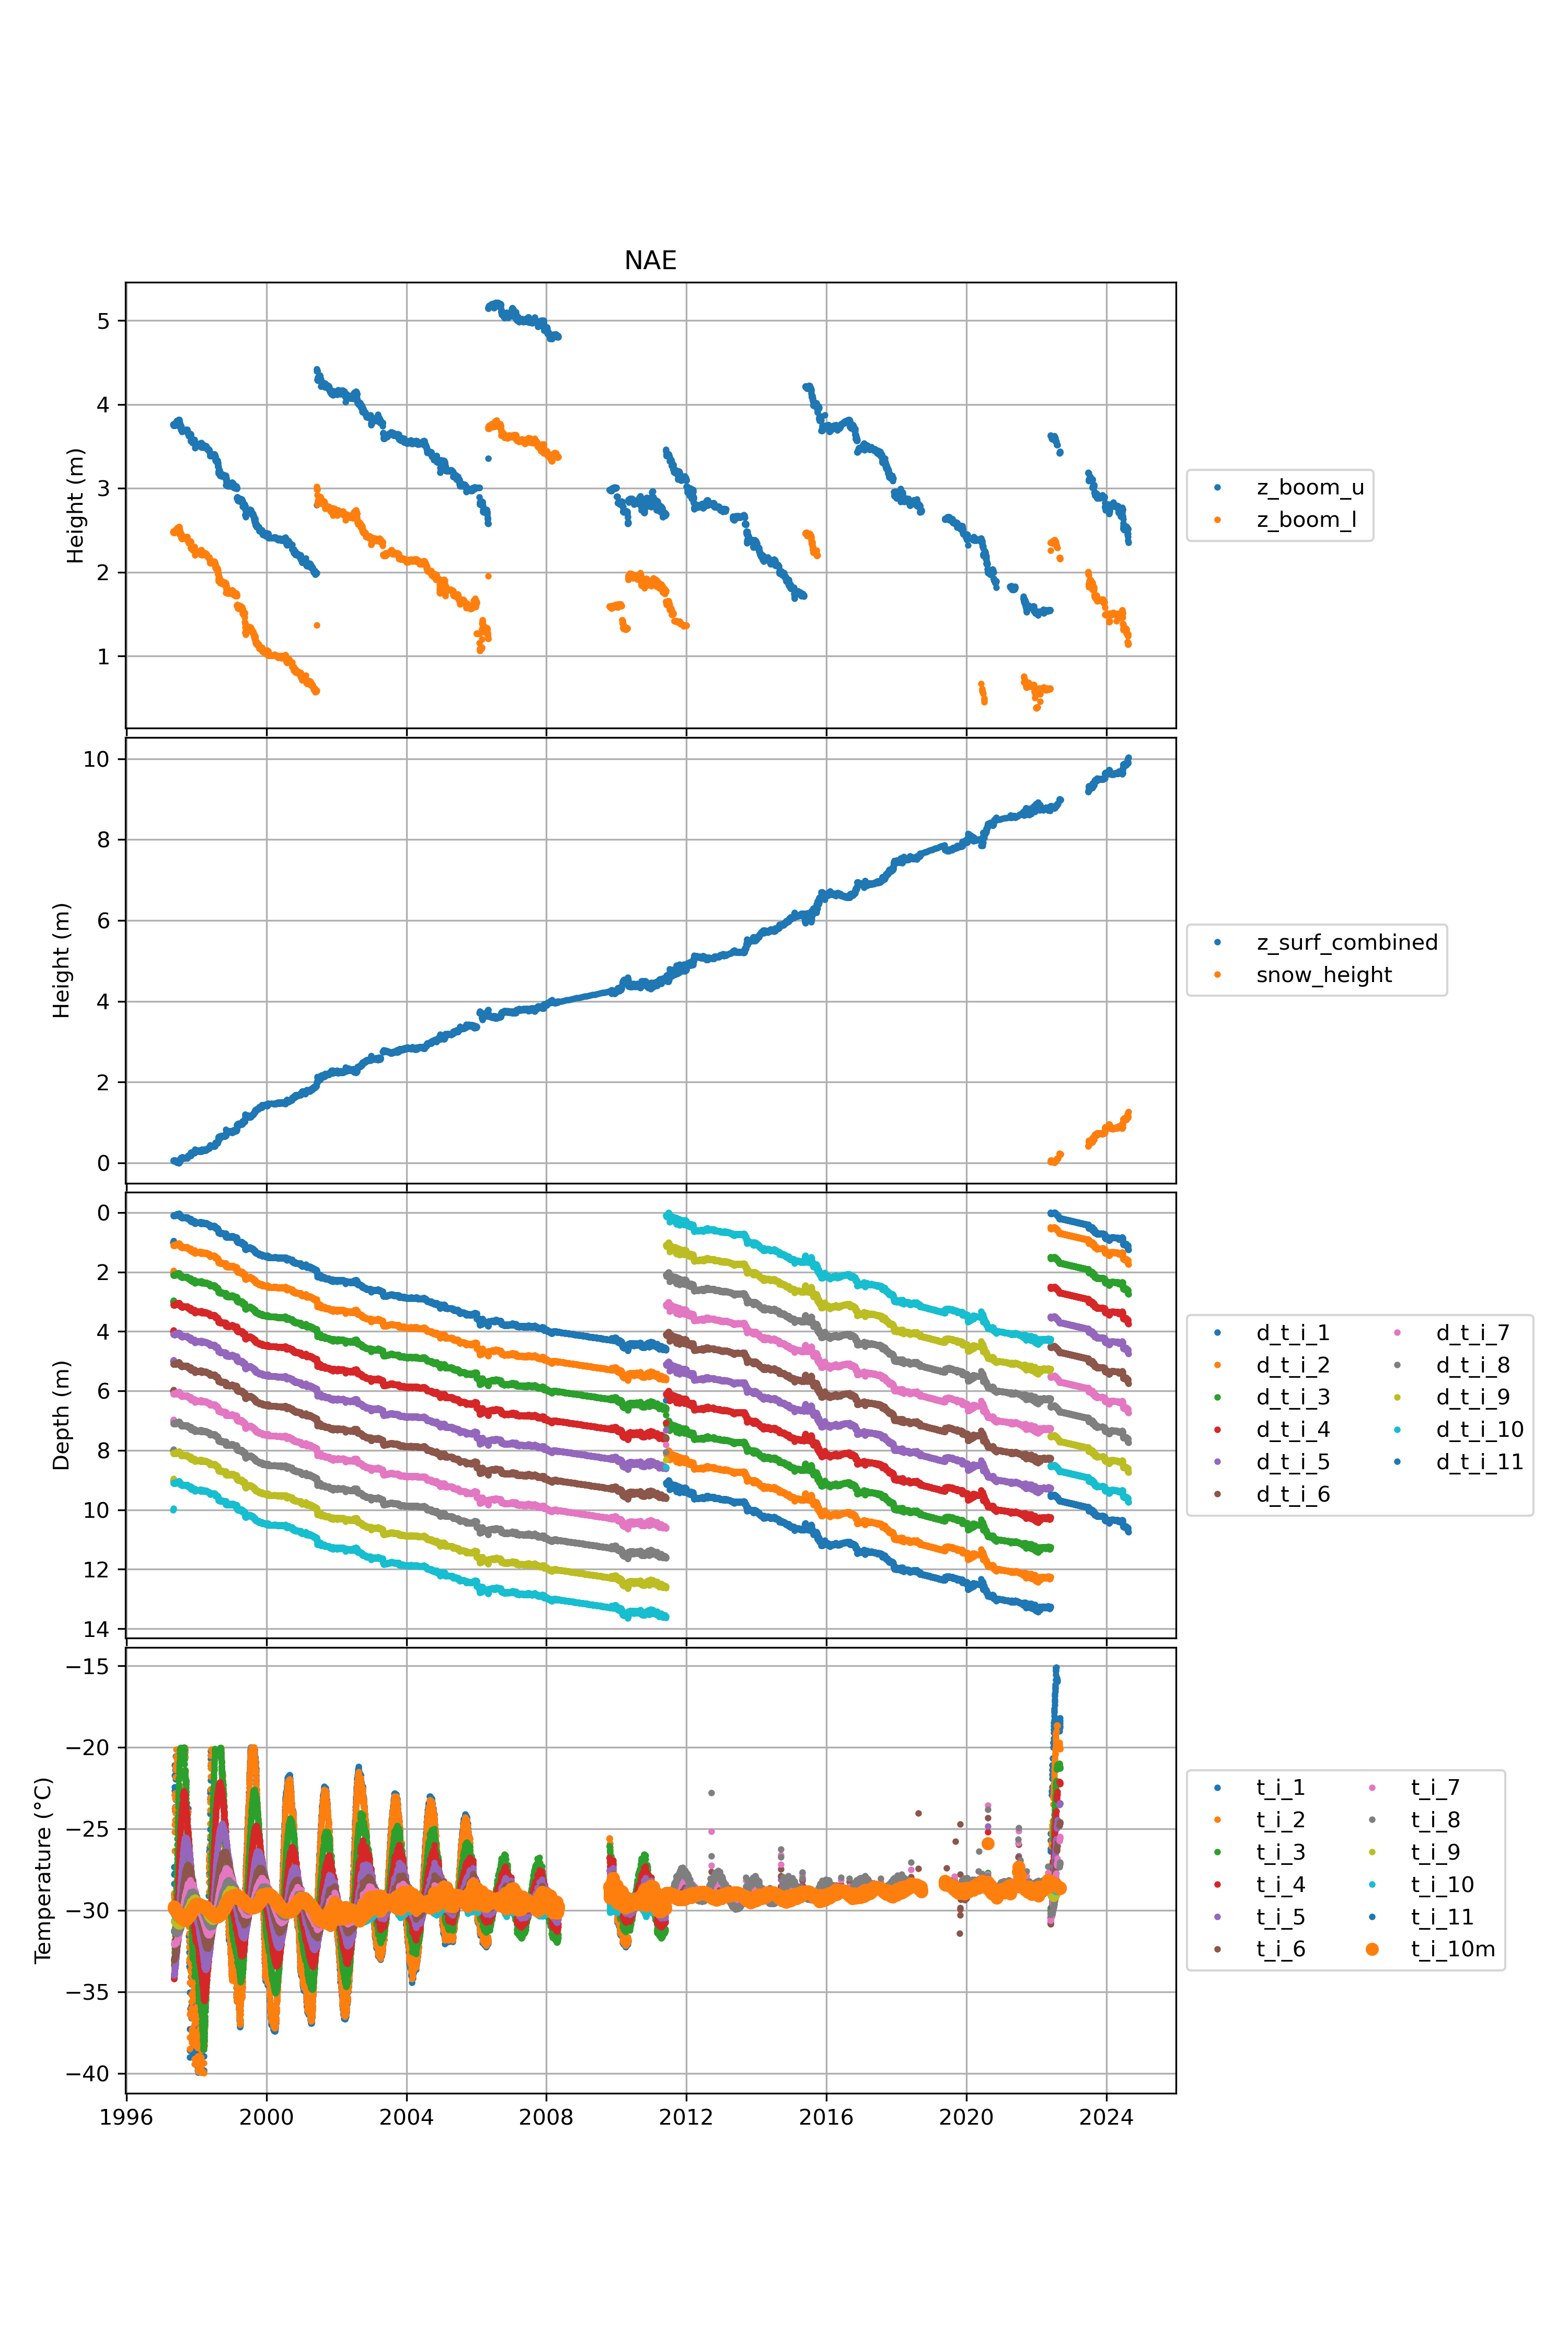 NAE
Height (m)
5
4
3
2
1
z_boom_u
z_boom_l
Height (m)
10
8
6
4
2
0
z_surf_combined
snow_height
Depth (m)
0
2
4
6
8
10
12
14
d_t_i_1
d_t_i_2
d_t_i_3
d_t_i_4
d_t_i_5
d_t_i_6
d_t_i_7
d_t_i_8
d_t_i_9
d_t_i_10
d_t_i_11
Temperature (°C)
−15
−20
−25
−30
−35
−40
t_i_1
t_i_2
t_i_3
t_i_4
t_i_5
t_i_6
t_i_7
t_i_8
t_i_9
t_i_10
t_i_11
t_i_10m
1996 2000 2004 2008 2012 2016 2020 2024